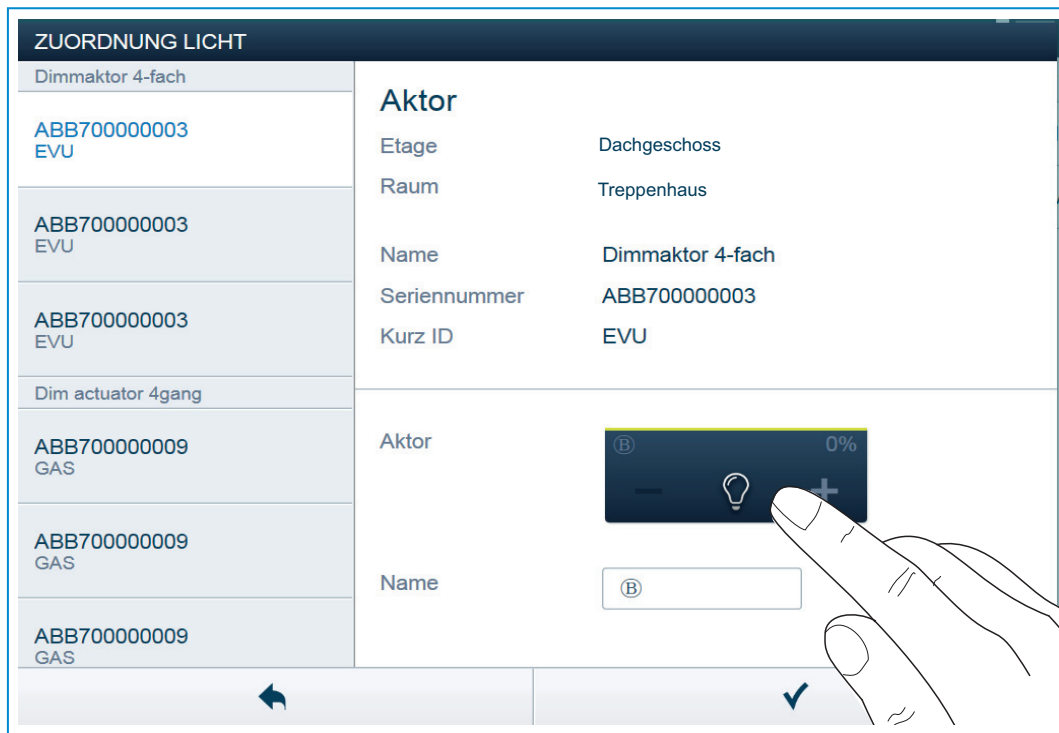 ZUORDNUNG LICHT
Dimmaktor 4-fach
ABB700000003
EVU
ABB700000003
EVU
ABB700000003
EVU
Dim actuator 4gang
ABB700000009
GAS
ABB700000009
GAS
ABB700000009
GAS
Aktor
Etage Dachgeschoss
Raum Treppenhaus
Name Dimmaktor 4-fach
Seriennummer ABB700000003
Kurz ID EVU
Aktor
Ⓑ 0%
− +
Name Ⓑ